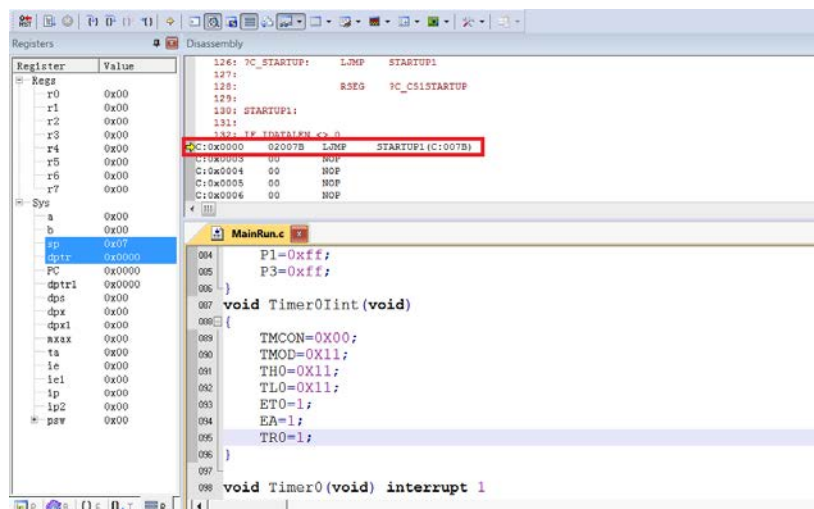 Registers
Register Value
Regs
r0 0x00
r1 0x00
r2 0x00
r3 0x00
r4 0x00
r5 0x00
r6 0x00
r7 0x00
Sys
a 0x00
b 0x00
sp 0x07
dptr 0x0000
PC 0x0000
dptr1 0x0000
dps 0x00
dpx 0x00
dpx1 0x00
mxax 0x00
ta 0x00
ie 0x00
ie1 0x00
ip 0x00
ip2 0x00
psw 0x00
Disassembly
126: ?C_STARTUP: LJMP STARTUP1
127:
128: RSEG ?C_C51STARTUP
129:
130: STARTUP1:
131:
132: IF IDATALEN <> 0
C:0x0000 02007B LJMP STARTUP1(C:007B)
C:0x0003 00 NOP
C:0x0004 00 NOP
C:0x0005 00 NOP
C:0x0006 00 NOP
MainRun.c
084 P1=0xff;
085 P3=0xff;
086 }
087 void Timer0Iint(void)
088 {
089 TMCON=0X00;
090 TMOD=0X11;
091 TH0=0X11;
092 TL0=0X11;
093 ET0=1;
094 EA=1;
095 TR0=1;
096 }
097
098 void Timer0(void) interrupt 1